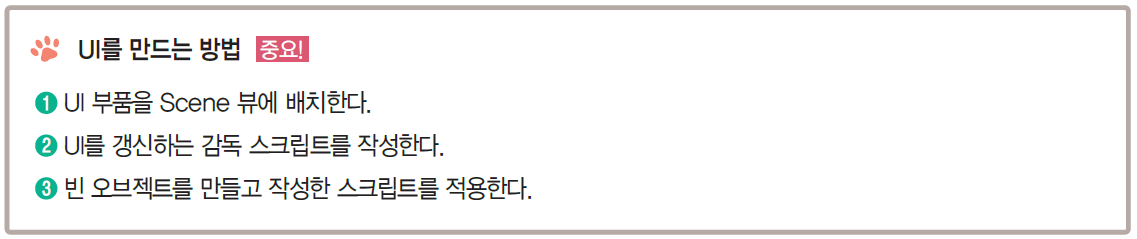 UI를 만드는 방법 중요!
❶ UI 부품을 Scene 뷰에 배치한다.
❷ UI를 갱신하는 감독 스크립트를 작성한다.
❸ 빈 오브젝트를 만들고 작성한 스크립트를 적용한다.